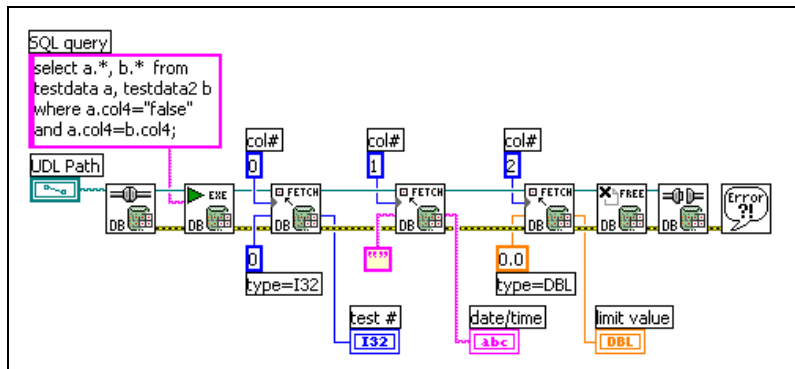 SQL query
select a.*, b.* from
testdata a, testdata2 b
where a.col4="false"
and a.col4=b.col4;
UDL Path
col#
0
col#
1
col#
2
DB
EXE
DB
FETCH
DB
FETCH
DB
FETCH
DB
FREE
DB
DB
Error
?!
0
type=I32
""
0.0
type=DBL
test #
I32
date/time
abc
limit value
DBL